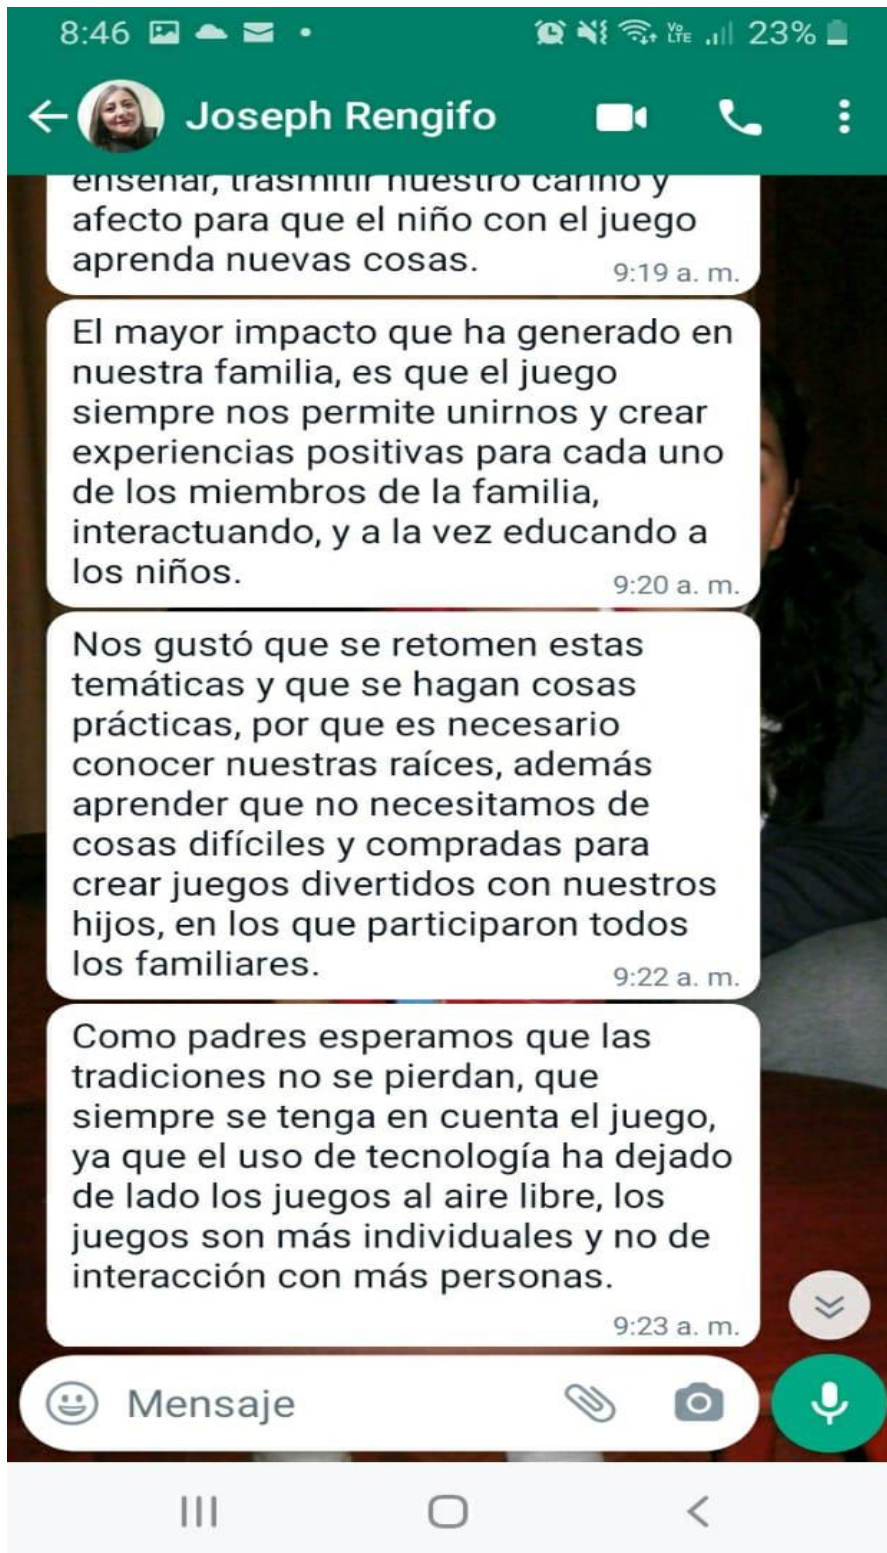 8:46
Vo LTE 23%
Joseph Rengifo
enseñar, trasmitir nuestro cariño y
afecto para que el niño con el juego
aprenda nuevas cosas.
9:19 a. m.
El mayor impacto que ha generado en
nuestra familia, es que el juego
siempre nos permite unirnos y crear
experiencias positivas para cada uno
de los miembros de la familia,
interactuando, y a la vez educando a
los niños.
9:20 a. m.
Nos gustó que se retomen estas
temáticas y que se hagan cosas
prácticas, por que es necesario
conocer nuestras raíces, además
aprender que no necesitamos de
cosas difíciles y compradas para
crear juegos divertidos con nuestros
hijos, en los que participaron todos
los familiares.
9:22 a. m.
Como padres esperamos que las
tradiciones no se pierdan, que
siempre se tenga en cuenta el juego,
ya que el uso de tecnología ha dejado
de lado los juegos al aire libre, los
juegos son más individuales y no de
interacción con más personas.
9:23 a. m.
Mensaje